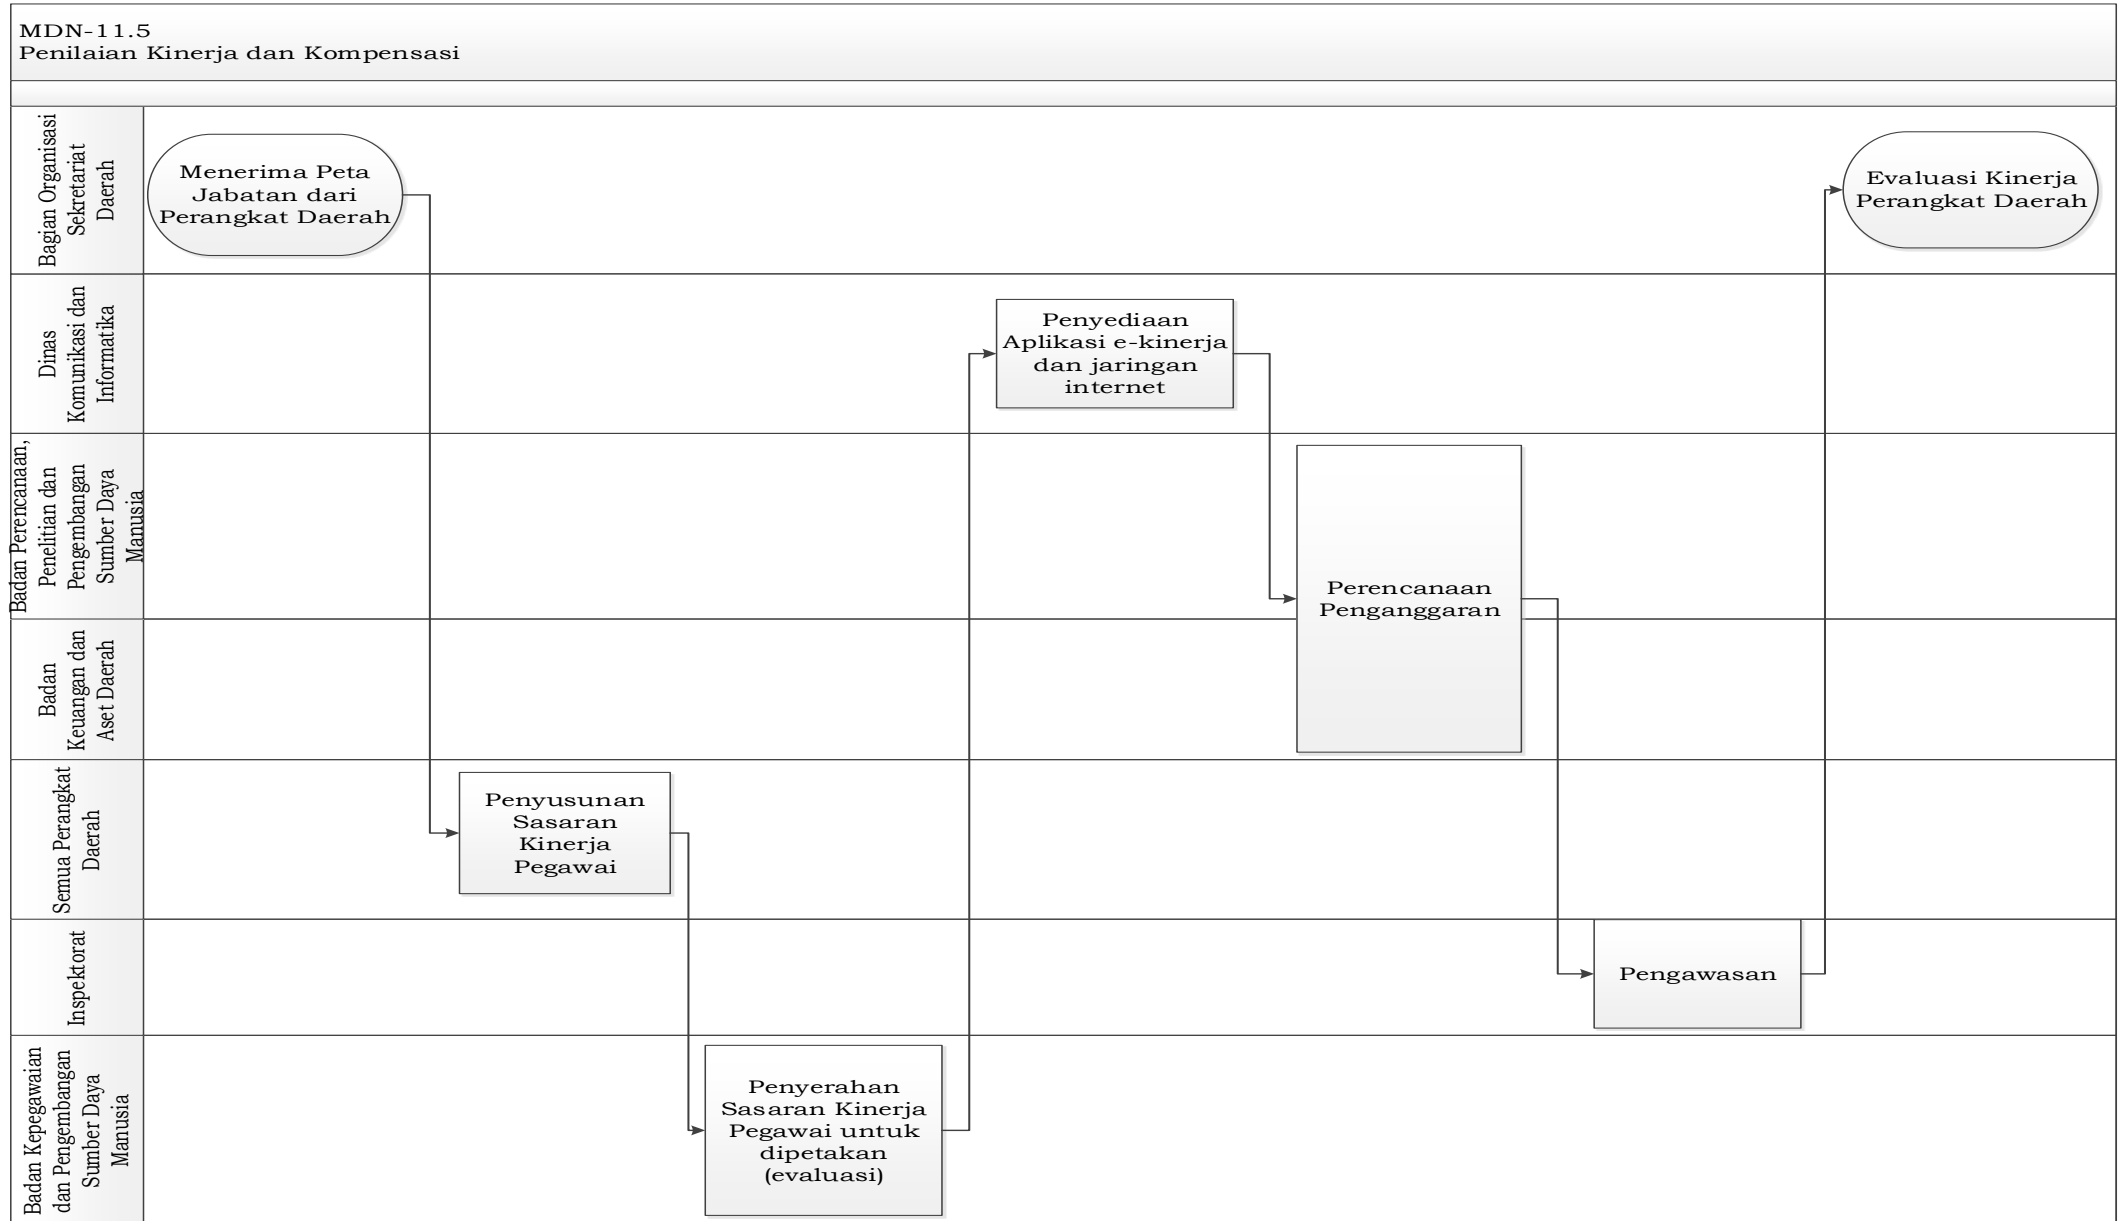 MDN-11.5
Penilaian Kinerja dan Kompensasi
Bagian Organisasi
Sekretariat
Daerah
Menerima Peta
Jabatan dari
Perangkat Daerah
Evaluasi Kinerja
Perangkat Daerah
Dinas
Komunikasi dan
Informatika
Penyediaan
Aplikasi e-kinerja
dan jaringan
internet
Badan Perencanaan,
Penelitian dan
Pengembangan
Sumber Daya
Manusia
Perencanaan
Penganggaran
Badan
Keuangan dan
Aset Daerah
Semua Perangkat
Daerah
Penyusunan
Sasaran
Kinerja
Pegawai
Inspektorat
Pengawasan
Badan Kepegawaian
dan Pengembangan
Sumber Daya
Manusia
Penyerahan
Sasaran Kinerja
Pegawai untuk
dipetakan
(evaluasi)